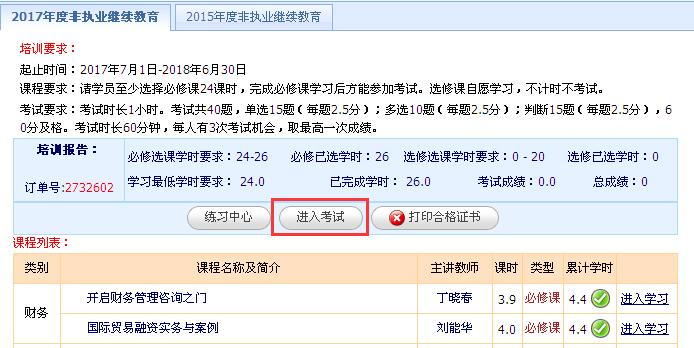 2017年度非执业继续教育 2015年度非执业继续教育
培训要求：
起止时间：2017年7月1日-2018年6月30日
课程要求：请学员至少选择必修课24课时，完成必修课学习后方能参加考试。选修课自愿学习，不计时不考试。
考试要求：考试时长1小时。考试共40题，单选15题（每题2.5分）；多选10题（每题2.5分）；判断15题（每题2.5分），6
0分及格。考试时长60分钟，每人有3次考试机会，取最高一次成绩。
培训报告： 必修选课学时要求：24-26 必修已选学时：26 选修选课学时要求：0 - 20 选修已选学时：0
订单号:2732602 学习最低学时要求：24.0 已完成学时：26.0 考试成绩：0.0 总成绩：0
练习中心 进入考试 打印合格证书
课程列表：
类别 课程名称及简介 主讲教师 课时 类型 累计学时
财务 开启财务管理咨询之门 丁晓春 3.9 必修课 4.4 进入学习
国际贸易融资实务与案例 刘能华 4.0 必修课 4.4 进入学习